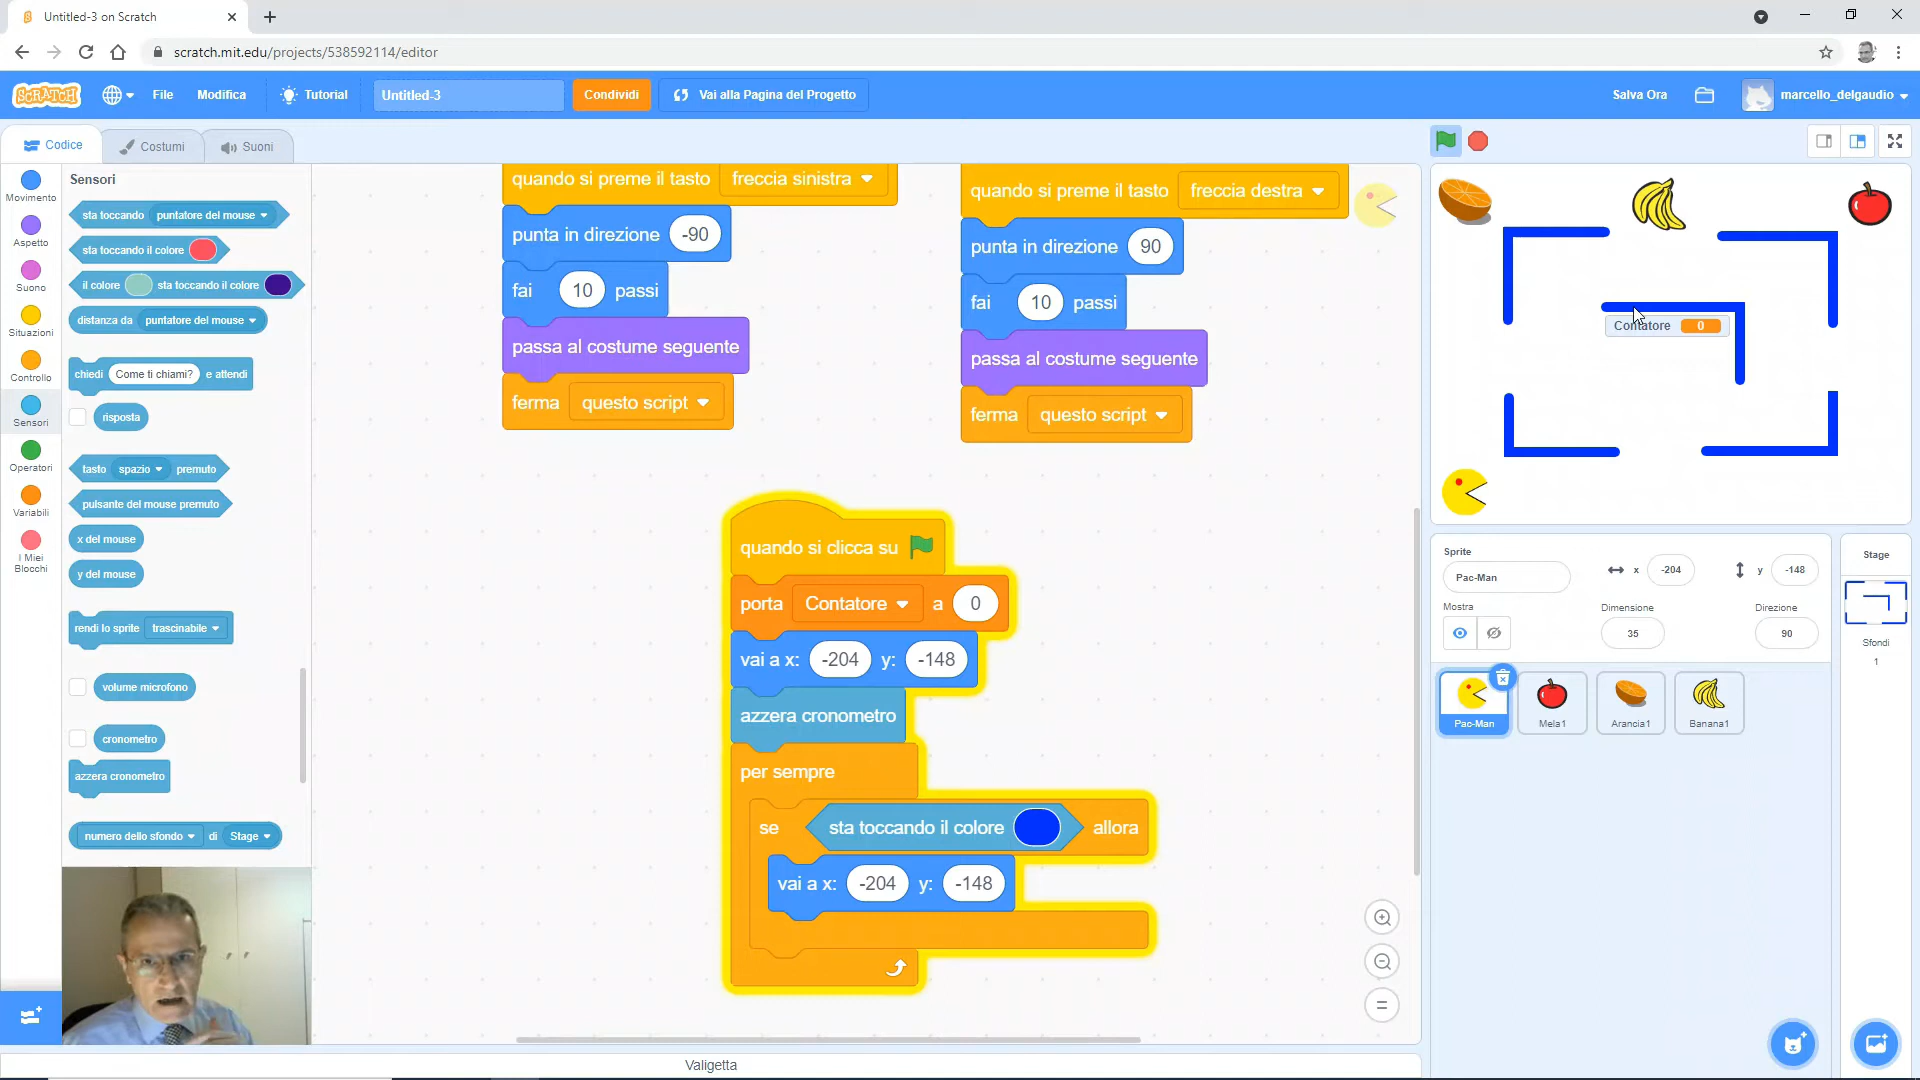 Untitled-3 on Scratch
scratch.mit.edu/projects/538592114/editor
SCRATCH
File
Modifica
Tutorial
Untitled-3
Condividi
Vai alla Pagina del Progetto
Salva Ora
marcello_delgaudio
Codice
Costumi
Suoni
Movimento
Aspetto
Suono
Situazioni
Controllo
Sensori
Operatori
Variabili
I Miei
Blocchi
Sensori
sta toccando puntatore del mouse
sta toccando il colore
il colore sta toccando il colore
distanza da puntatore del mouse
chiedi Come ti chiami? e attendi
risposta
tasto spazio premuto
pulsante del mouse premuto
x del mouse
y del mouse
rendi lo sprite trascinabile
volume microfono
cronometro
azzera cronometro
numero dello sfondo di Stage
quando si preme il tasto freccia sinistra
punta in direzione -90
fai 10 passi
passa al costume seguente
ferma questo script
quando si preme il tasto freccia destra
punta in direzione 90
fai 10 passi
passa al costume seguente
ferma questo script
quando si clicca su
porta Contatore a 0
vai a x: -204 y: -148
azzera cronometro
per sempre
se sta toccando il colore allora
vai a x: -204 y: -148
Valigetta
Contatore 0
Sprite
Pac-Man
x -204
y -148
Mostra
Dimensione
35
Direzione
90
Pac-Man
Mela1
Arancia1
Banana1
Stage
Sfondi
1